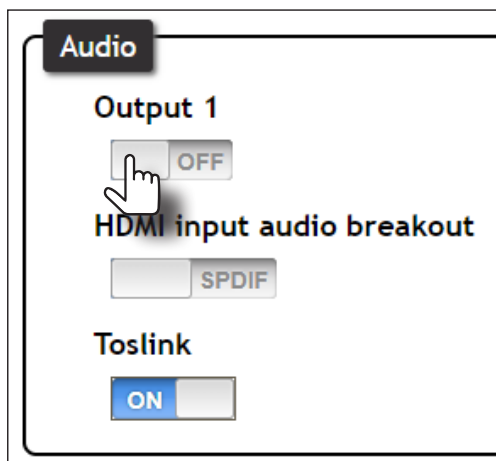 Audio
Output 1
OFF
HDMI input audio breakout
SPDIF
Toslink
ON